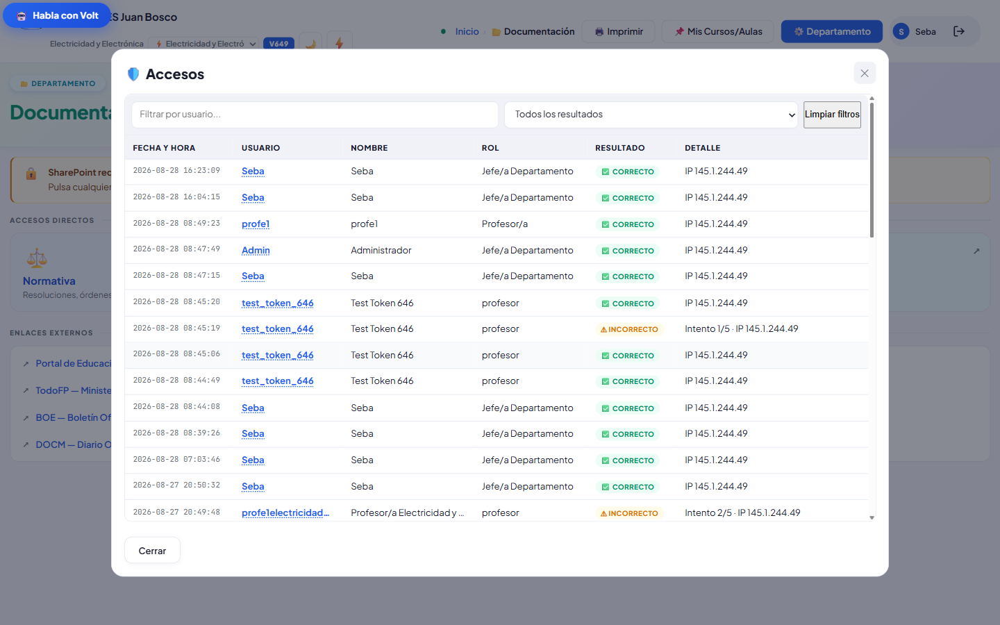 Habla con Volt
ES Juan Bosco
Inicio
Documentación
Imprimir
Mis Cursos/Aulas
Departamento
S
Seba
Electricidad y Electrónica
Electricidad y Electró
V649
DEPARTAMENTO
Documenta
SharePoint rec
Pulsa cualquier
ACCESOS DIRECTOS
Normativa
Resoluciones, órdenes
ENLACES EXTERNOS
Portal de Educaci
TodoFP — Ministe
BOE — Boletín Of
DOCM — Diario O
Accesos
Filtrar por usuario...
Todos los resultados
Limpiar filtros
FECHA Y HORA USUARIO NOMBRE ROL RESULTADO DETALLE
2026-08-28 16:23:09 Seba Seba Jefe/a Departamento CORRECTO IP 145.1.244.49
2026-08-28 16:04:15 Seba Seba Jefe/a Departamento CORRECTO IP 145.1.244.49
2026-08-28 08:49:23 profe1 profe1 Profesor/a CORRECTO IP 145.1.244.49
2026-08-28 08:47:49 Admin Administrador Jefe/a Departamento CORRECTO IP 145.1.244.49
2026-08-28 08:47:15 Seba Seba Jefe/a Departamento CORRECTO IP 145.1.244.49
2026-08-28 08:45:20 test_token_646 Test Token 646 profesor CORRECTO IP 145.1.244.49
2026-08-28 08:45:19 test_token_646 Test Token 646 profesor INCORRECTO Intento 1/5 · IP 145.1.244.49
2026-08-28 08:45:06 test_token_646 Test Token 646 profesor CORRECTO IP 145.1.244.49
2026-08-28 08:44:49 test_token_646 Test Token 646 profesor CORRECTO IP 145.1.244.49
2026-08-28 08:44:08 Seba Seba Jefe/a Departamento CORRECTO IP 145.1.244.49
2026-08-28 08:39:26 Seba Seba Jefe/a Departamento CORRECTO IP 145.1.244.49
2026-08-28 07:03:46 Seba Seba Jefe/a Departamento CORRECTO IP 145.1.244.49
2026-08-27 20:50:32 Seba Seba Jefe/a Departamento CORRECTO IP 145.1.244.49
2026-08-27 20:49:48 profe1electricidad… Profesor/a Electricidad y … profesor INCORRECTO Intento 2/5 · IP 145.1.244.49
Cerrar